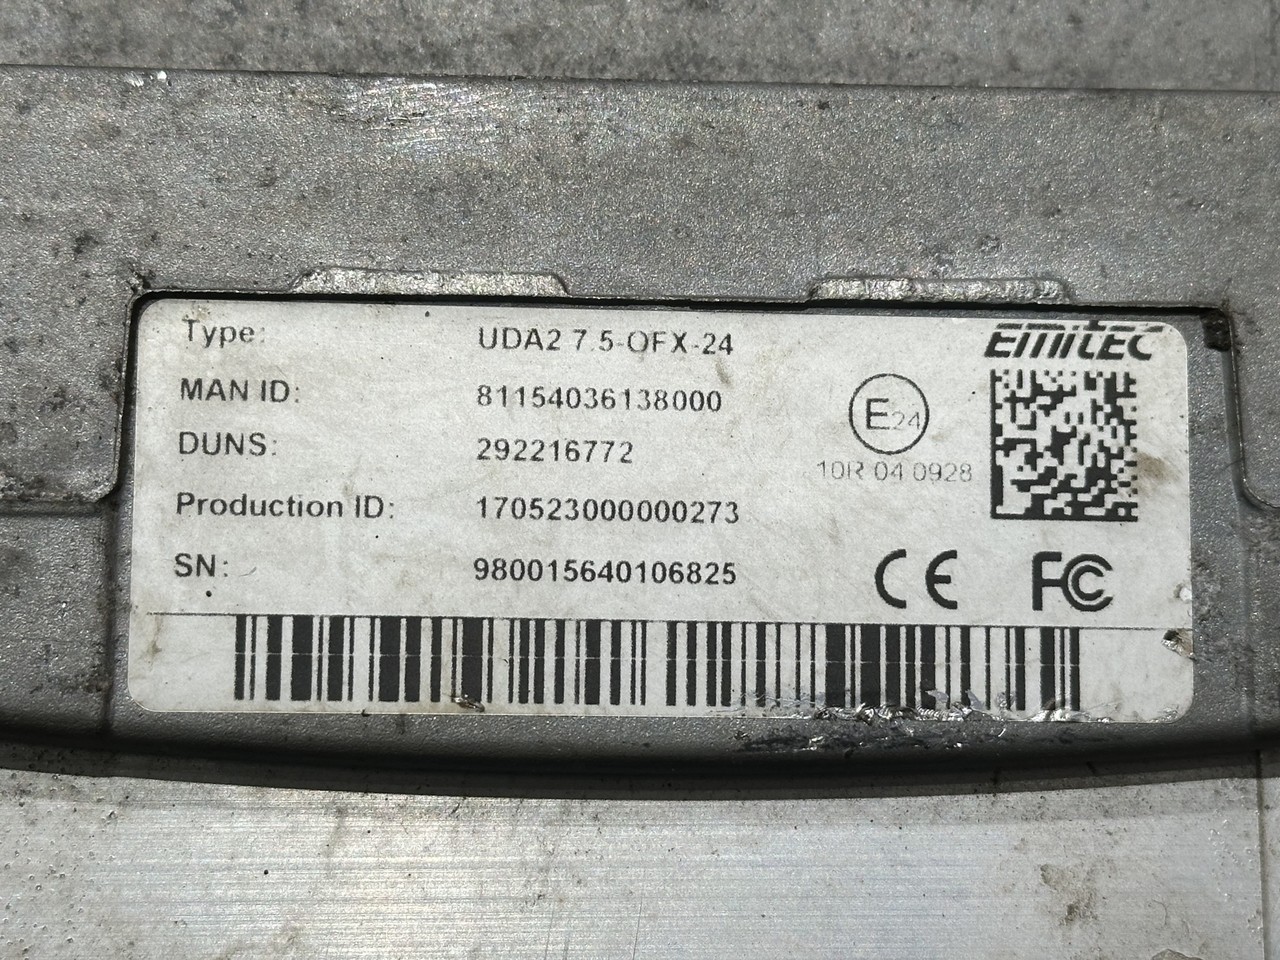 Type: UDA2 7.5-OFX-24
EMITEC
MAN ID: 81154036138000
E24
DUNS: 292216772
10R 04 0928
Production ID: 170523000000273
SN: 980015640106825
CE FC